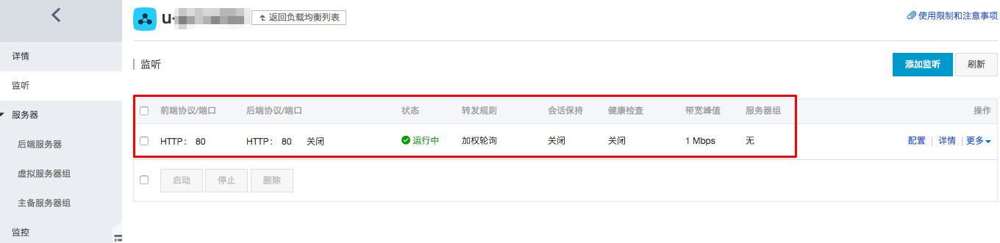 u- 返回负载均衡列表 使用限制和注意事项
详情
监听
服务器
后端服务器
虚拟服务器组
主备服务器组
监控
监听 添加监听 刷新
前端协议/端口 后端协议/端口 状态 转发规则 会话保持 健康检查 带宽峰值 服务器组 操作
HTTP： 80 HTTP： 80 关闭 运行中 加权轮询 关闭 关闭 1 Mbps 无 配置 | 详情 | 更多
启动 停止 删除